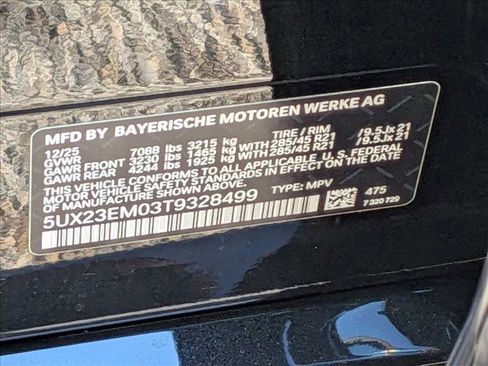 MFD BY BAYERISCHE MOTOREN WERKE AG
12/25 TIRE / RIM
GVWR 7088 lbs 3215 kg
GAWR FRONT 3230 lbs 1465 kg WITH 285/45 R21 /9.5Jx21
GAWR REAR 4244 lbs 1925 kg WITH 285/45 R21 /9.5Jx21
THIS VEHICLE CONFORMS TO ALL APPLICABLE U.S. FEDERAL
MOTOR VEHICLE SAFETY STANDARDS IN EFFECT ON THE DATE OF
MANUFACTURE SHOWN ABOVE.
5UX23EM03T9328499 TYPE: MPV 475
7 320 729